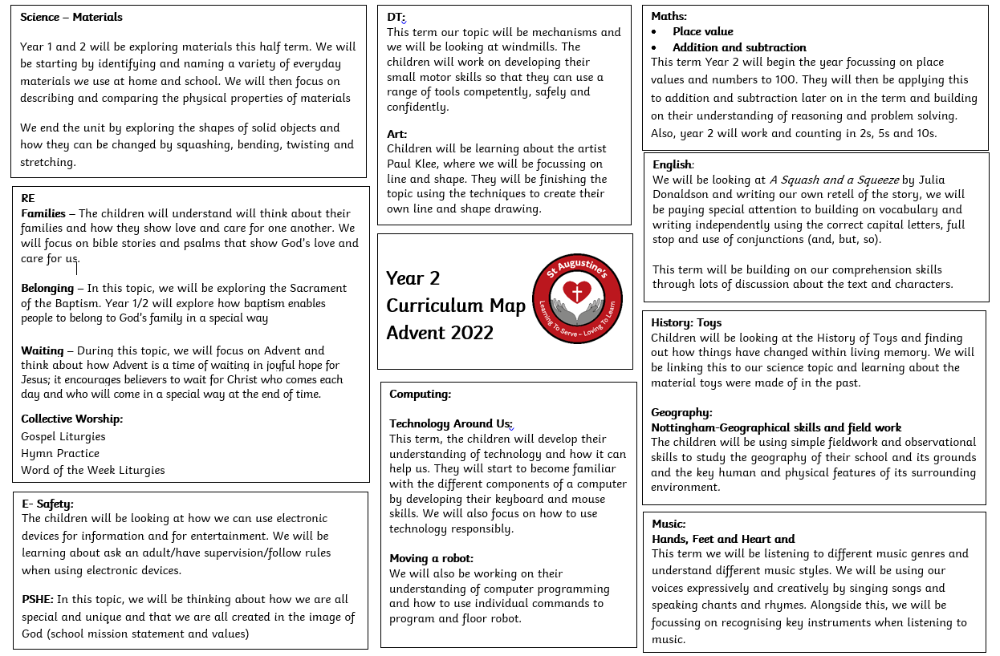 Science – Materials
Year 1 and 2 will be exploring materials this half term. We will
be starting by identifying and naming a variety of everyday
materials we use at home and school. We will then focus on
describing and comparing the physical properties of materials
We end the unit by exploring the shapes of solid objects and
how they can be changed by squashing, bending, twisting and
stretching.
RE
Families – The children will understand will think about their
families and how they show love and care for one another. We
will focus on bible stories and psalms that show God's love and
care for us.
Belonging – In this topic, we will be exploring the Sacrament
of the Baptism. Year 1/2 will explore how baptism enables
people to belong to God's family in a special way
Waiting – During this topic, we will focus on Advent and
think about how Advent is a time of waiting in joyful hope for
Jesus; it encourages believers to wait for Christ who comes each
day and who will come in a special way at the end of time.
Collective Worship:
Gospel Liturgies
Hymn Practice
Word of the Week Liturgies
E- Safety:
The children will be looking at how we can use electronic
devices for information and for entertainment. We will be
learning about ask an adult/have supervision/follow rules
when using electronic devices.
PSHE: In this topic, we will be thinking about how we are all
special and unique and that we are all created in the image of
God (school mission statement and values)
DT:
This term our topic will be mechanisms and
we will be looking at windmills. The
children will work on developing their
small motor skills so that they can use a
range of tools competently, safely and
confidently.
Art:
Children will be learning about the artist
Paul Klee, where we will be focussing on
line and shape. They will be finishing the
topic using the techniques to create their
own line and shape drawing.
Year 2
Curriculum Map
Advent 2022
St Augustine's
Learning To Serve – Loving To Learn
Computing:
Technology Around Us:
This term, the children will develop their
understanding of technology and how it can
help us. They will start to become familiar
with the different components of a computer
by developing their keyboard and mouse
skills. We will also focus on how to use
technology responsibly.
Moving a robot:
We will also be working on their
understanding of computer programming
and how to use individual commands to
program and floor robot.
Maths:
• Place value
• Addition and subtraction
This term Year 2 will begin the year focussing on place
values and numbers to 100. They will then be applying this
to addition and subtraction later on in the term and building
on their understanding of reasoning and problem solving.
Also, year 2 will work and counting in 2s, 5s and 10s.
English:
We will be looking at A Squash and a Squeeze by Julia
Donaldson and writing our own retell of the story, we will
be paying special attention to building on vocabulary and
writing independently using the correct capital letters, full
stop and use of conjunctions (and, but, so).
This term will be building on our comprehension skills
through lots of discussion about the text and characters.
History: Toys
Children will be looking at the History of Toys and finding
out how things have changed within living memory. We will
be linking this to our science topic and learning about the
material toys were made of in the past.
Geography:
Nottingham-Geographical skills and field work
The children will be using simple fieldwork and observational
skills to study the geography of their school and its grounds
and the key human and physical features of its surrounding
environment.
Music:
Hands, Feet and Heart and
This term we will be listening to different music genres and
understand different music styles. We will be using our
voices expressively and creatively by singing songs and
speaking chants and rhymes. Alongside this, we will be
focussing on recognising key instruments when listening to
music.